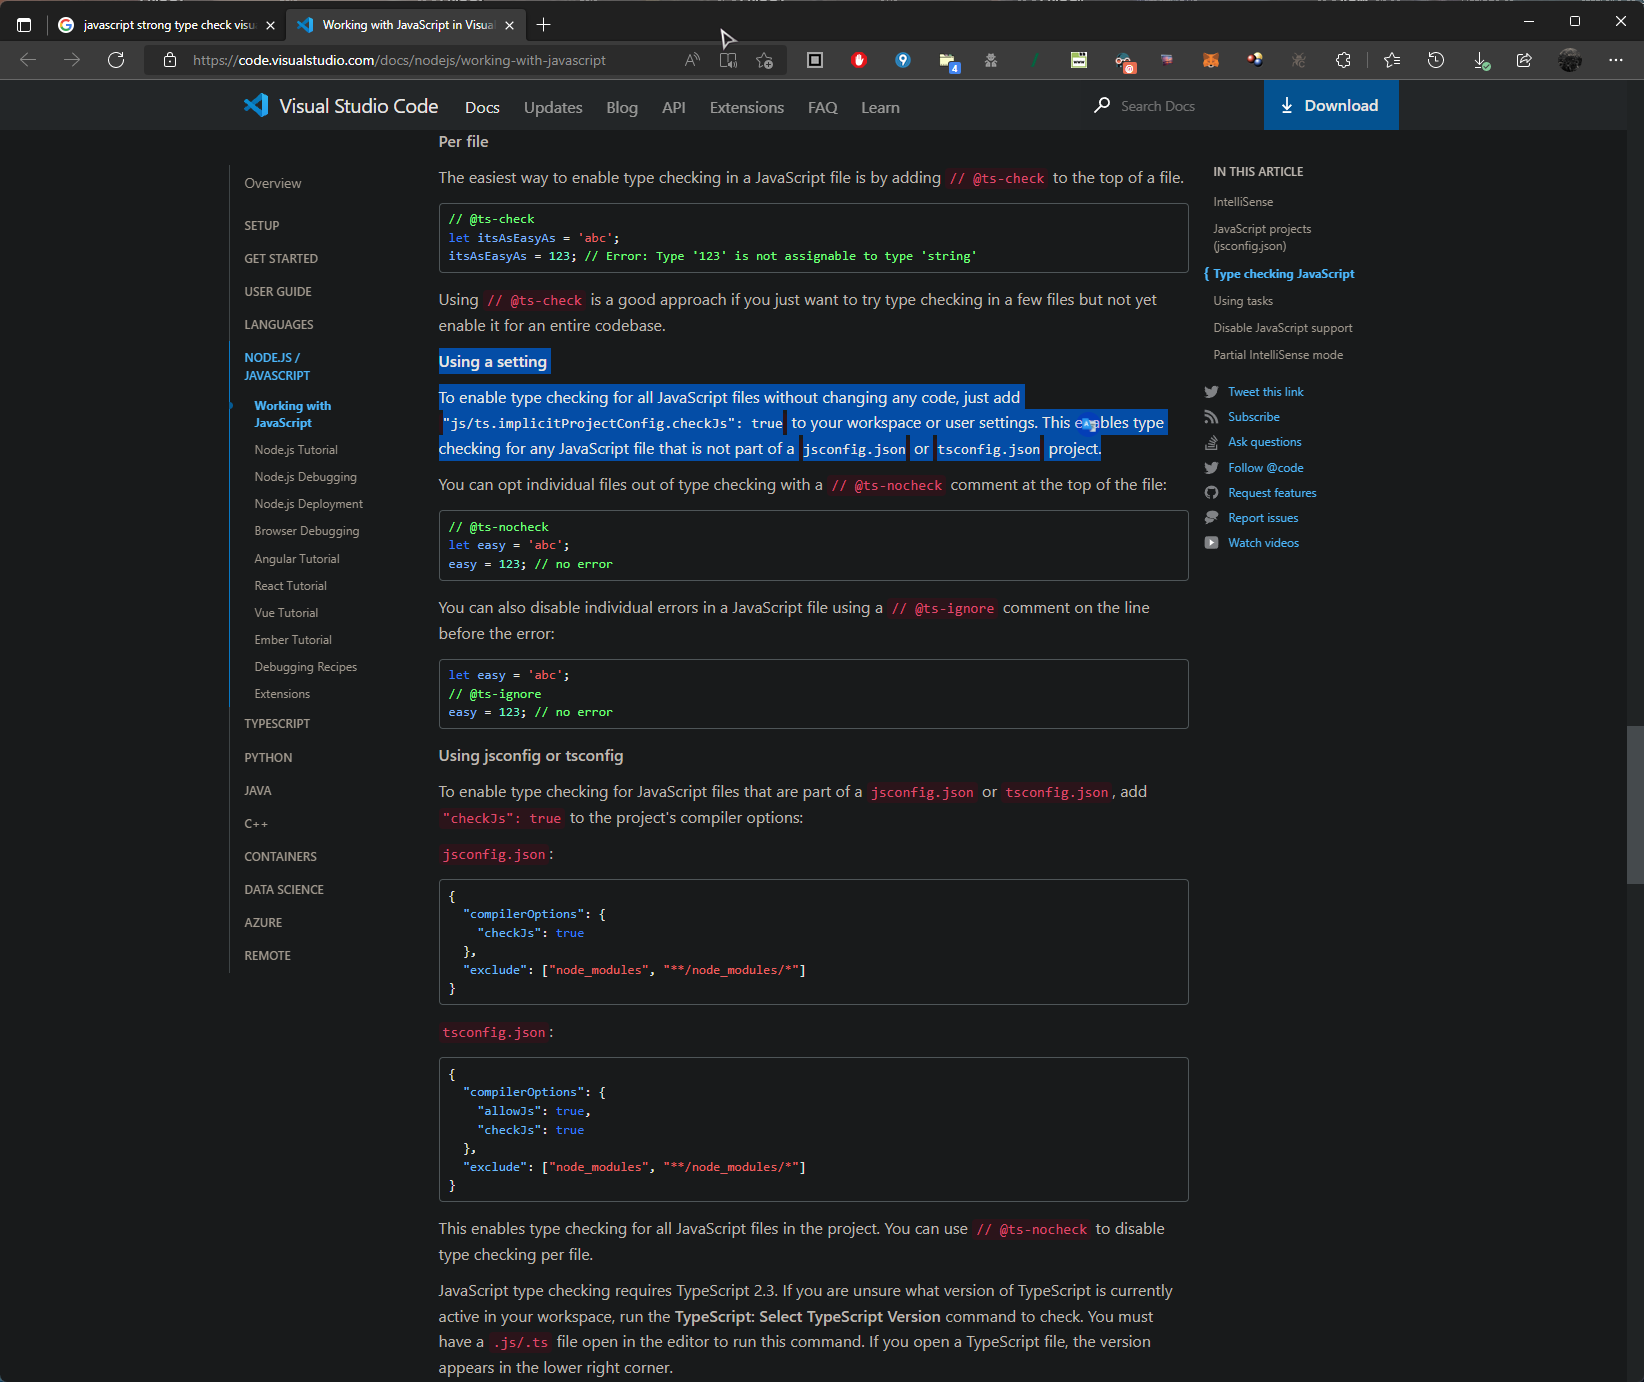 javascript strong type check visu
Working with JavaScript in Visua
https://code.visualstudio.com/docs/nodejs/working-with-javascript
4
Visual Studio Code
Docs
Updates
Blog
API
Extensions
FAQ
Learn
Search Docs
Download
Overview
SETUP
GET STARTED
USER GUIDE
LANGUAGES
NODE.JS /
JAVASCRIPT
Working with
JavaScript
Node.js Tutorial
Node.js Debugging
Node.js Deployment
Browser Debugging
Angular Tutorial
React Tutorial
Vue Tutorial
Ember Tutorial
Debugging Recipes
Extensions
TYPESCRIPT
PYTHON
JAVA
C++
CONTAINERS
DATA SCIENCE
AZURE
REMOTE
Per file
The easiest way to enable type checking in a JavaScript file is by adding // @ts-check to the top of a file.
// @ts-check
let itsAsEasyAs = 'abc';
itsAsEasyAs = 123; // Error: Type '123' is not assignable to type 'string'
Using // @ts-check is a good approach if you just want to try type checking in a few files but not yet
enable it for an entire codebase.
Using a setting
To enable type checking for all JavaScript files without changing any code, just add
"js/ts.implicitProjectConfig.checkJs": true to your workspace or user settings. This enables type
checking for any JavaScript file that is not part of a jsconfig.json or tsconfig.json project.
You can opt individual files out of type checking with a // @ts-nocheck comment at the top of the file:
// @ts-nocheck
let easy = 'abc';
easy = 123; // no error
You can also disable individual errors in a JavaScript file using a // @ts-ignore comment on the line
before the error:
let easy = 'abc';
// @ts-ignore
easy = 123; // no error
Using jsconfig or tsconfig
To enable type checking for JavaScript files that are part of a jsconfig.json or tsconfig.json, add
"checkJs": true to the project's compiler options:
jsconfig.json:
{
"compilerOptions": {
"checkJs": true
},
"exclude": ["node_modules", "**/node_modules/*"]
}
tsconfig.json:
{
"compilerOptions": {
"allowJs": true,
"checkJs": true
},
"exclude": ["node_modules", "**/node_modules/*"]
}
This enables type checking for all JavaScript files in the project. You can use // @ts-nocheck to disable
type checking per file.
JavaScript type checking requires TypeScript 2.3. If you are unsure what version of TypeScript is currently
active in your workspace, run the TypeScript: Select TypeScript Version command to check. You must
have a .js/.ts file open in the editor to run this command. If you open a TypeScript file, the version
appears in the lower right corner.
IN THIS ARTICLE
IntelliSense
JavaScript projects
(jsconfig.json)
{ Type checking JavaScript
Using tasks
Disable JavaScript support
Partial IntelliSense mode
Tweet this link
Subscribe
Ask questions
Follow @code
Request features
Report issues
Watch videos